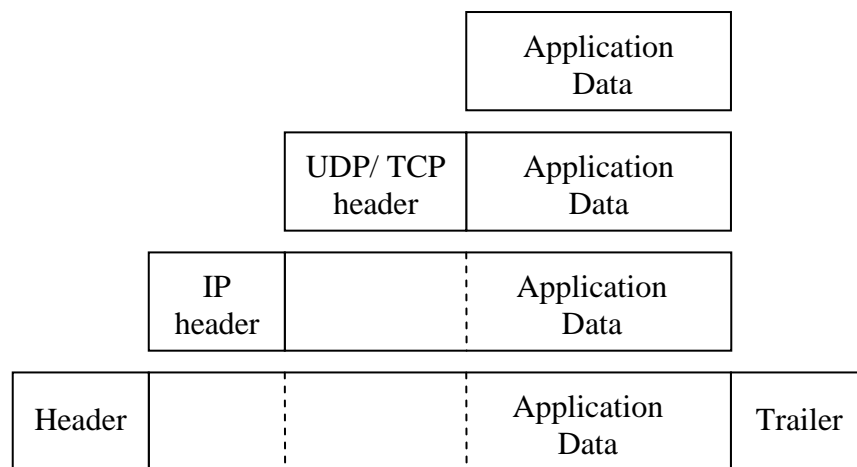 Application
Data
UDP/ TCP
header
Application
Data
IP
header
Application
Data
Header
Application
Data
Trailer